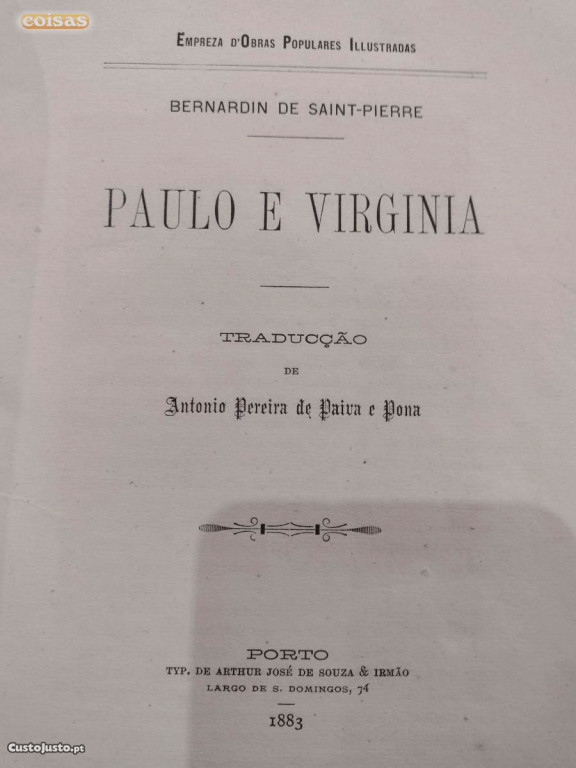 coisas
EMPREZA D'OBRAS POPULARES ILLUSTRADAS
BERNARDIN DE SAINT-PIERRE
PAULO E VIRGINIA
TRADUCÇÃO
DE
Antonio Pereira de Paiva e Pona
PORTO
TYP. DE ARTHUR JOSÉ DE SOUZA & IRMÃO
LARGO DE S. DOMINGOS, 74
1883
CustoJusto.pt